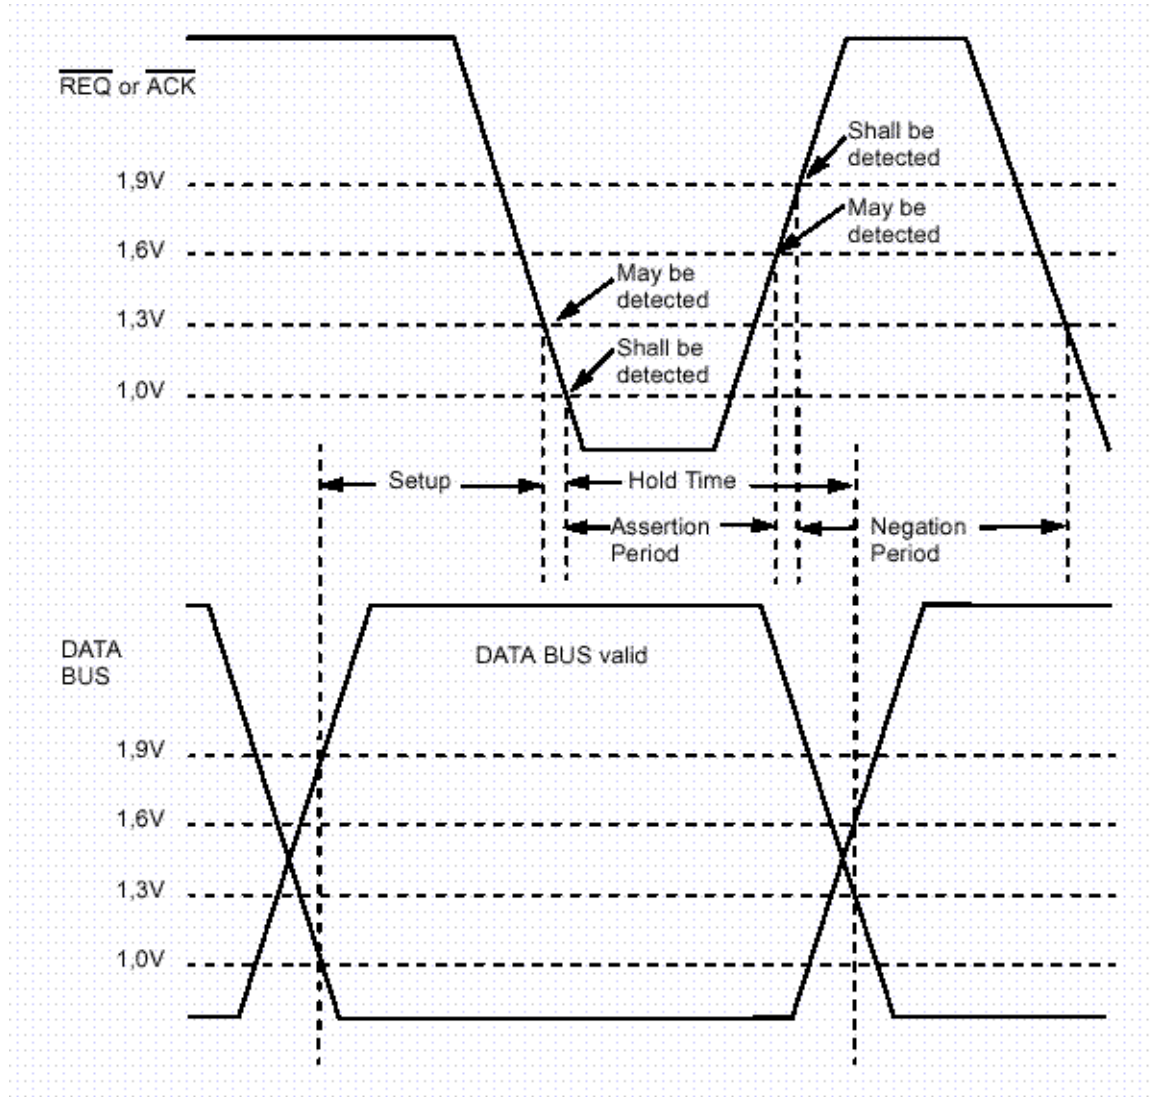 REQ or ACK
Shall be
detected
1,9V
May be
detected
1,6V
May be
detected
1,3V
Shall be
detected
1,0V
Setup
Hold Time
Assertion
Period
Negation
Period
DATA
BUS
DATA BUS valid
1,9V
1,6V
1,3V
1,0V